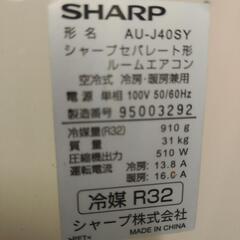 SHARP
形 名 AU-J40SY
シャープセパレート形
ルームエアコン
空冷式 冷房・暖房兼用
電源 単相 100V 50/60Hz
製造番号 95003292
冷媒量(R32) 910 g
質量 31 kg
圧縮機出力 510 W
運転電流 冷房: 13.8 A
暖房: 16.0 A
冷媒 R32
シャープ株式会社
MADE IN CHINA
>PET<